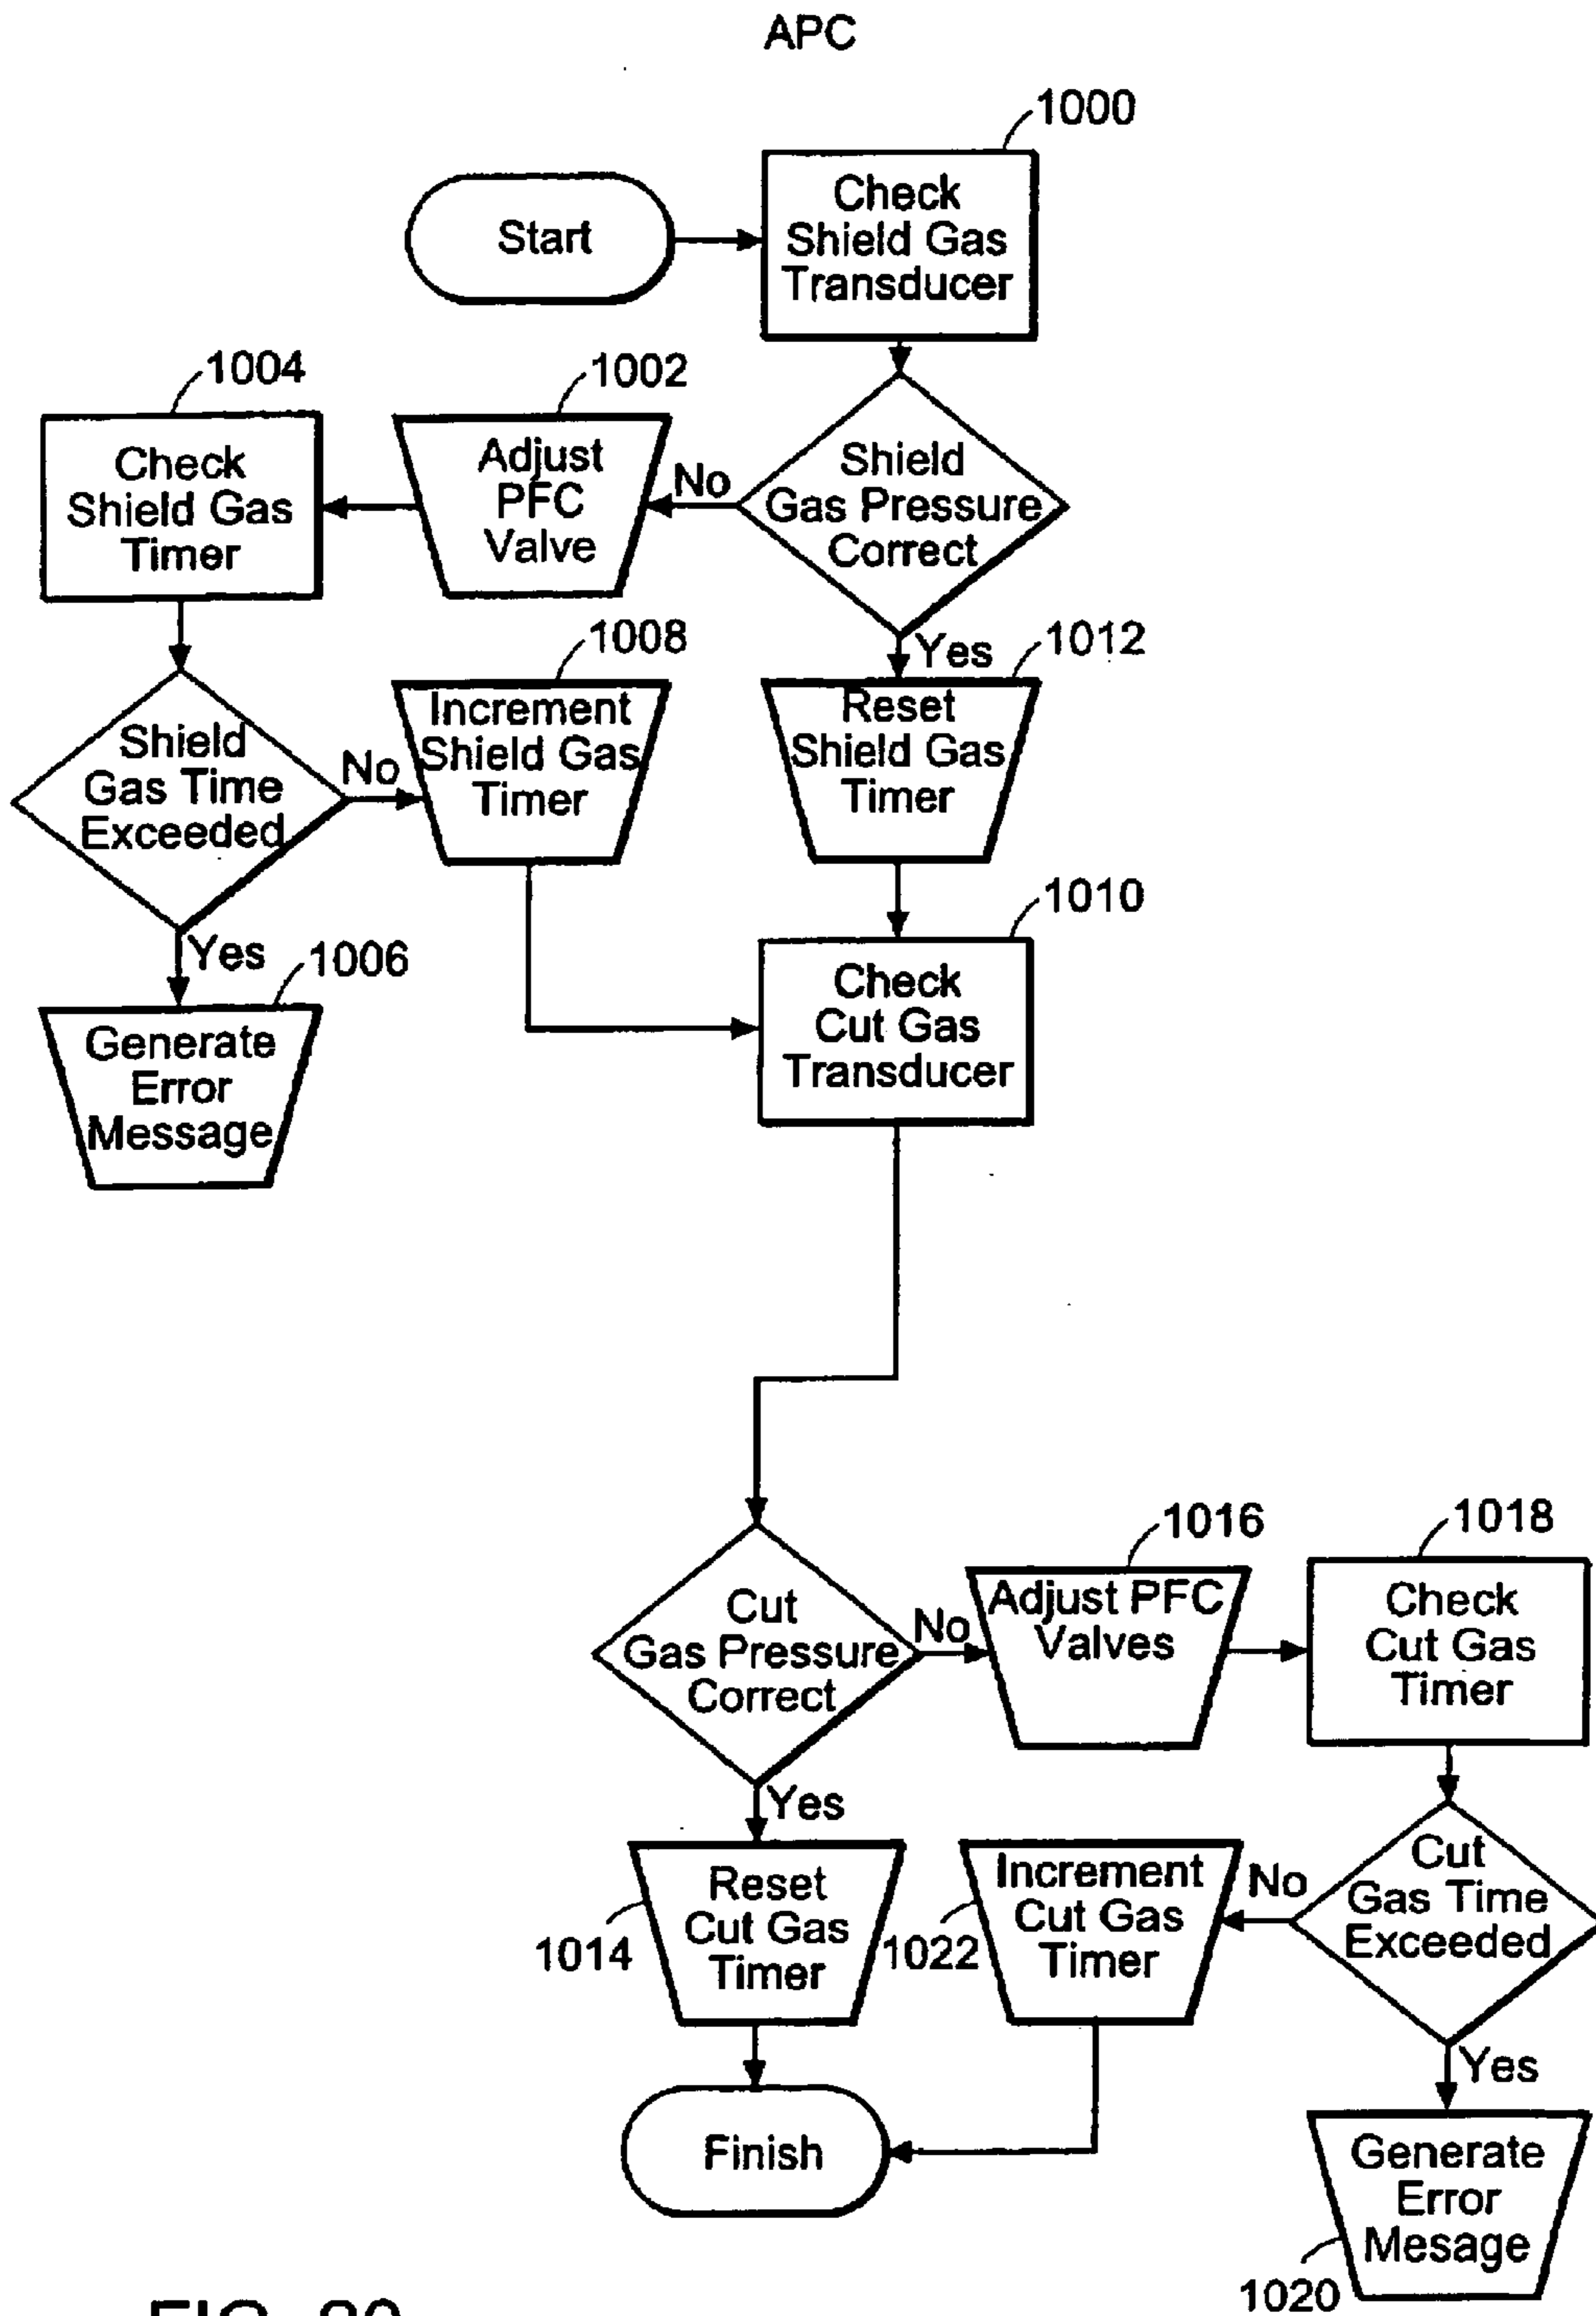 APC
1000
Start
Check
Shield Gas
Transducer
1004
1002
Check
Shield Gas
Timer
Adjust
PFC
Valve
No
Shield
Gas Pressure
Correct
1008
Yes
1012
Shield
Gas Time
Exceeded
No
Increment
Shield Gas
Timer
Reset
Shield Gas
Timer
1010
Yes
1006
Check
Cut Gas
Transducer
Generate
Error
Message
1016
1018
Cut
Gas Pressure
Correct
No
Adjust PFC
Valves
Check
Cut Gas
Timer
Yes
Reset
Cut Gas
Timer
1014
Increment
Cut Gas
Timer
1022
No
Cut
Gas Time
Exceeded
Yes
Finish
Generate
Error
Mesage
1020